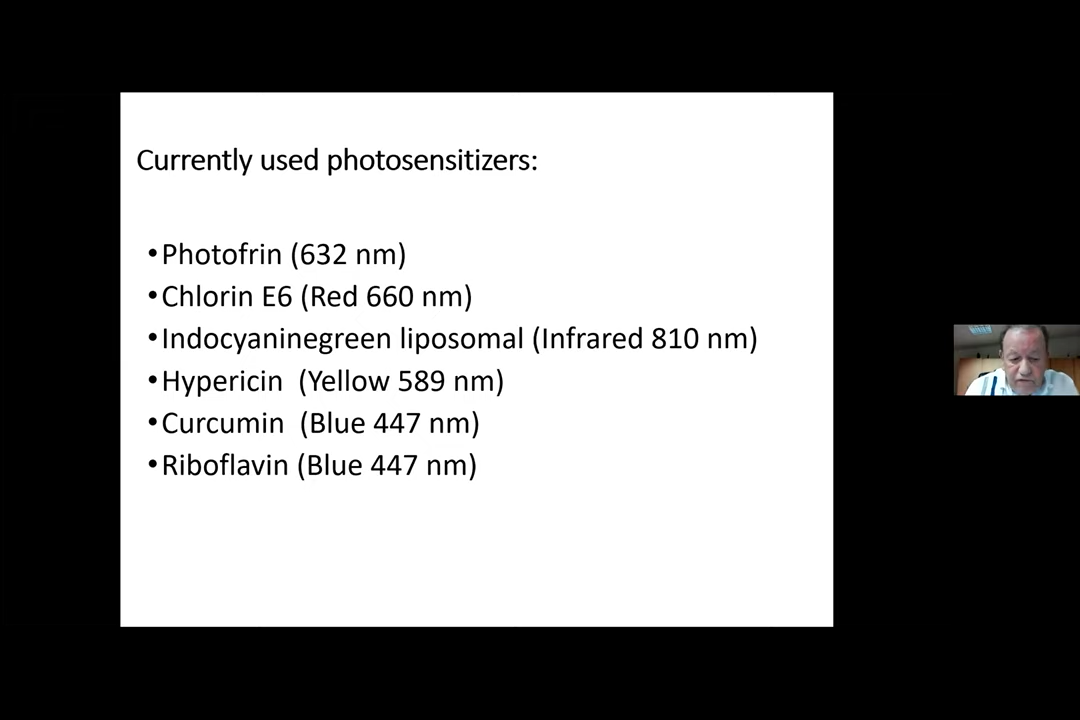 Currently used photosensitizers:
•Photofrin (632 nm)
•Chlorin E6 (Red 660 nm)
•Indocyaninegreen liposomal (Infrared 810 nm)
•Hypericin  (Yellow 589 nm)
•Curcumin  (Blue 447 nm)
•Riboflavin (Blue 447 nm)